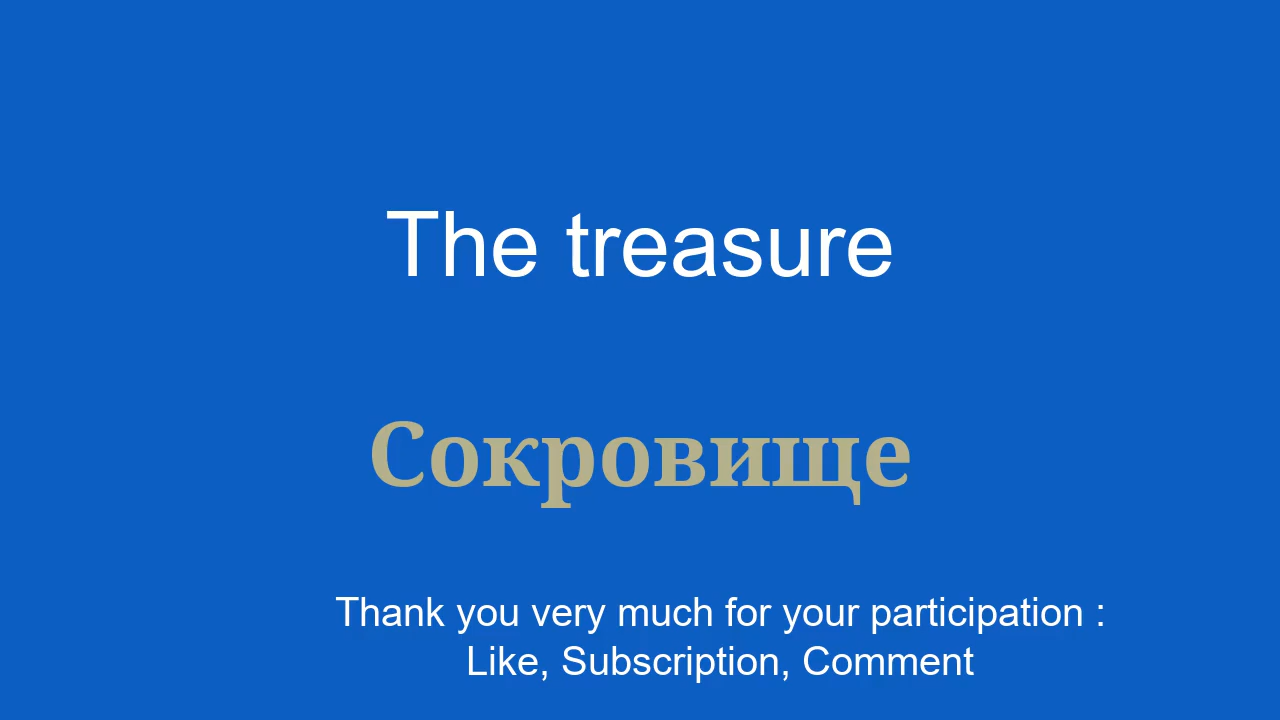 The treasure
Сокровище
Thank you very much for your participation :
Like, Subscription, Comment